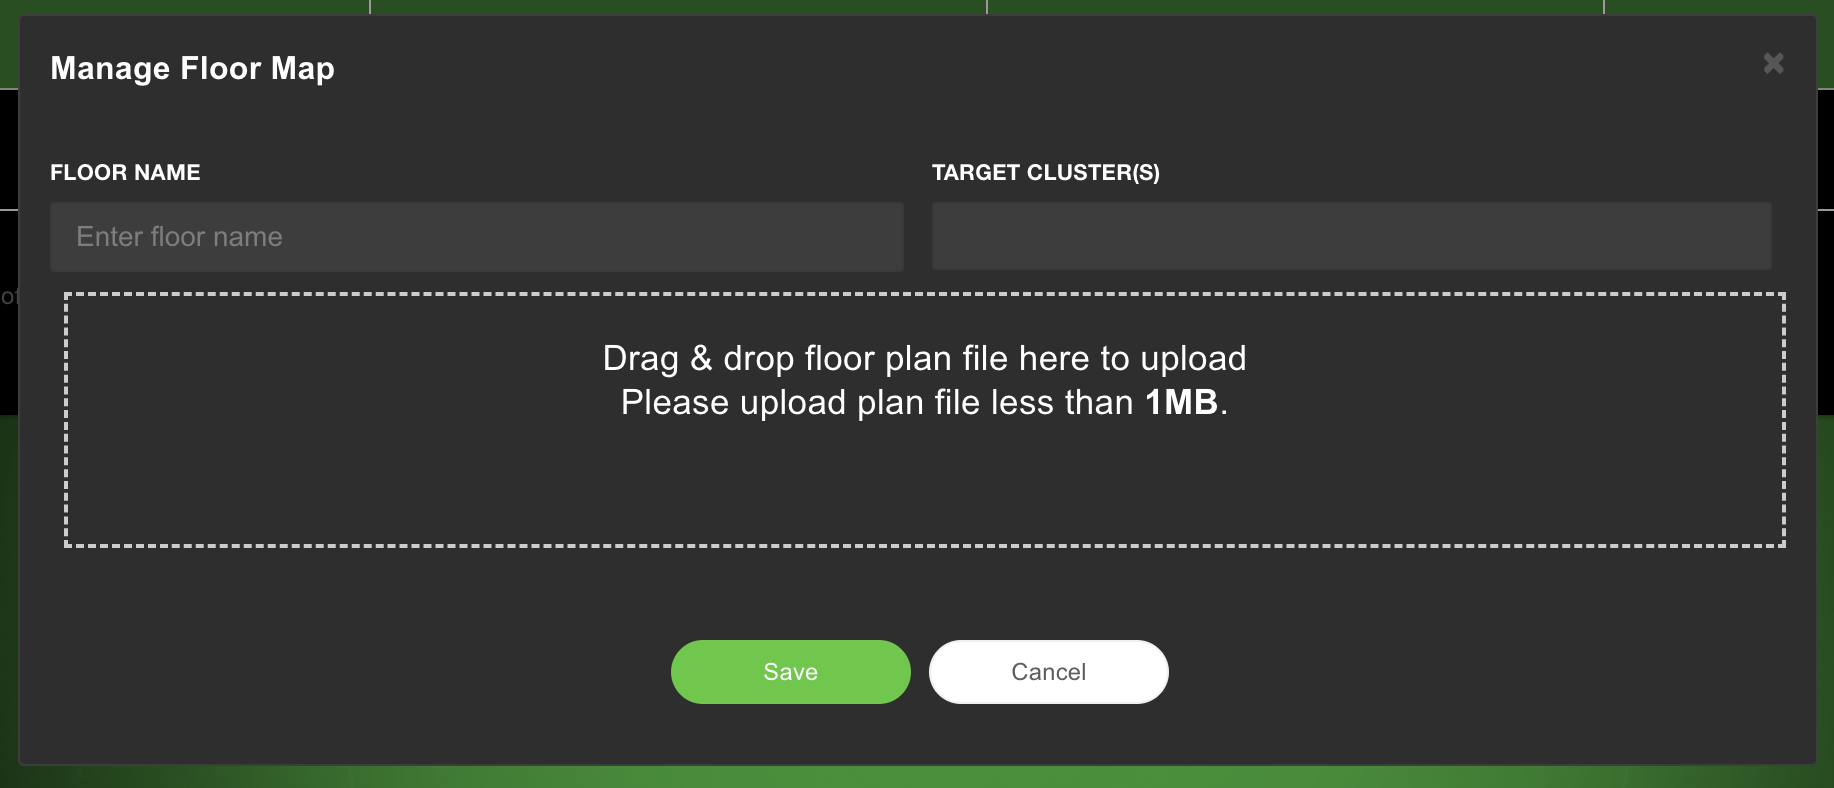 Manage Floor Map
FLOOR NAME
TARGET CLUSTER(S)
Enter floor name
of
Drag & drop floor plan file here to upload
Please upload plan file less than 1MB.
Save
Cancel